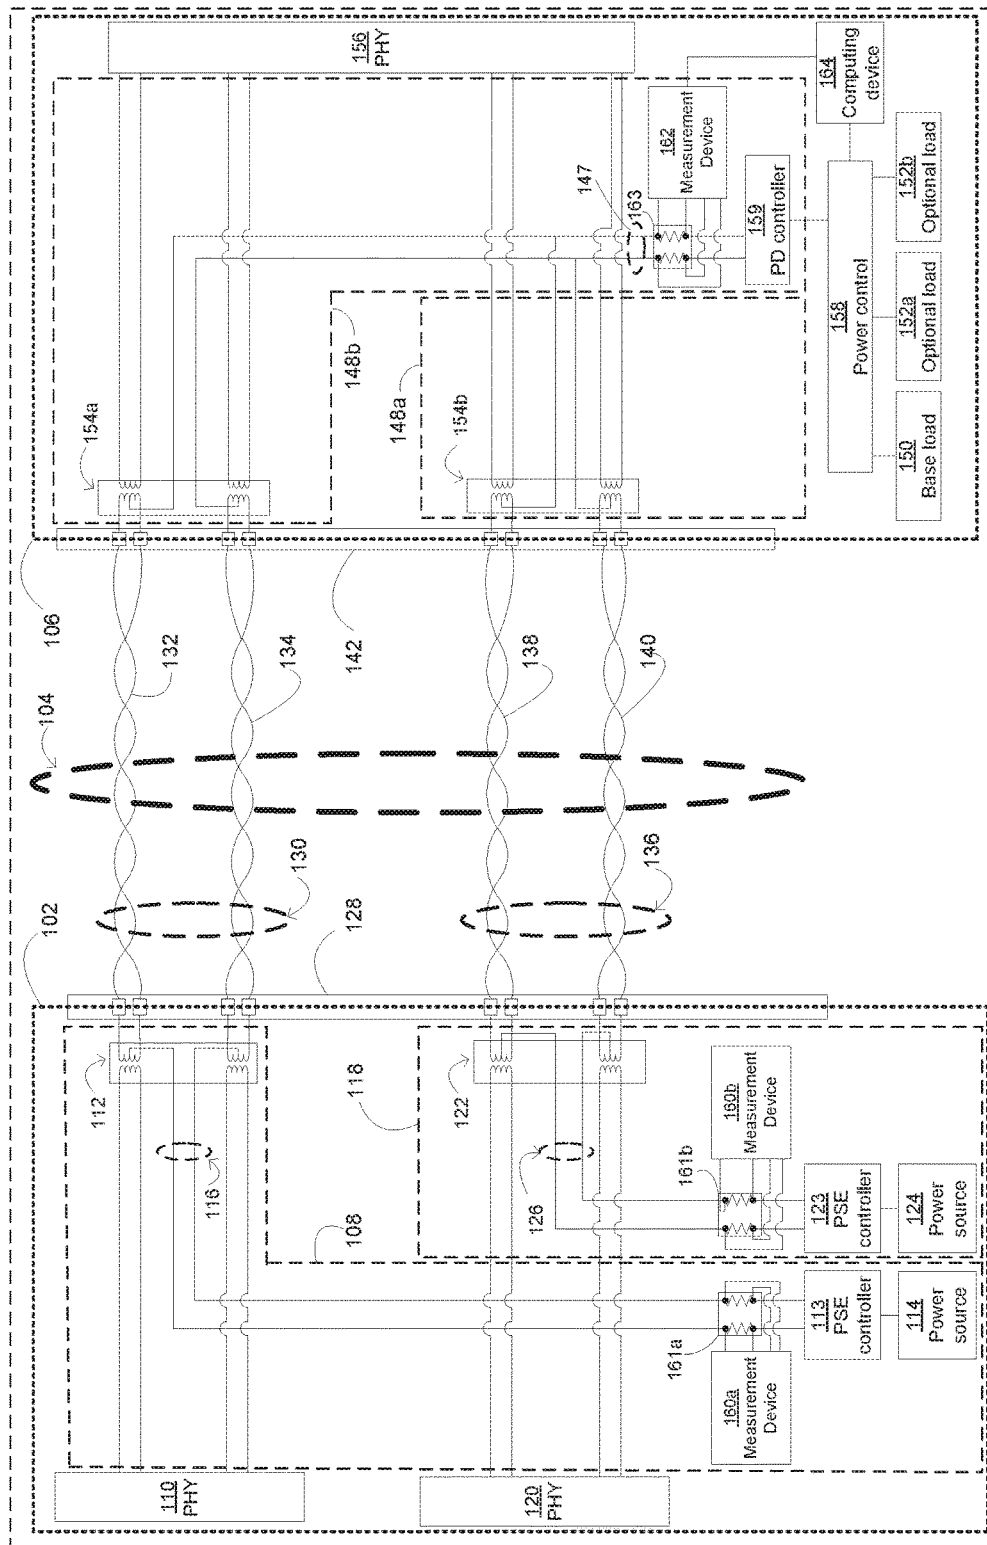 102
104
106
132
134
138
140
130
136
128
142
112
116
108
118
122
126
110
PHY
120
PHY
160a
Measurement
Device
161a
113
PSE
controller
114
Power
source
160b
Measurement
Device
161b
123
PSE
controller
124
Power
source
154a
148b
148a
154b
156
PHY
147
163
162
Measurement
Device
159
PD controller
164
Computing
device
158
Power control
150
Base load
152a
Optional load
152b
Optional load